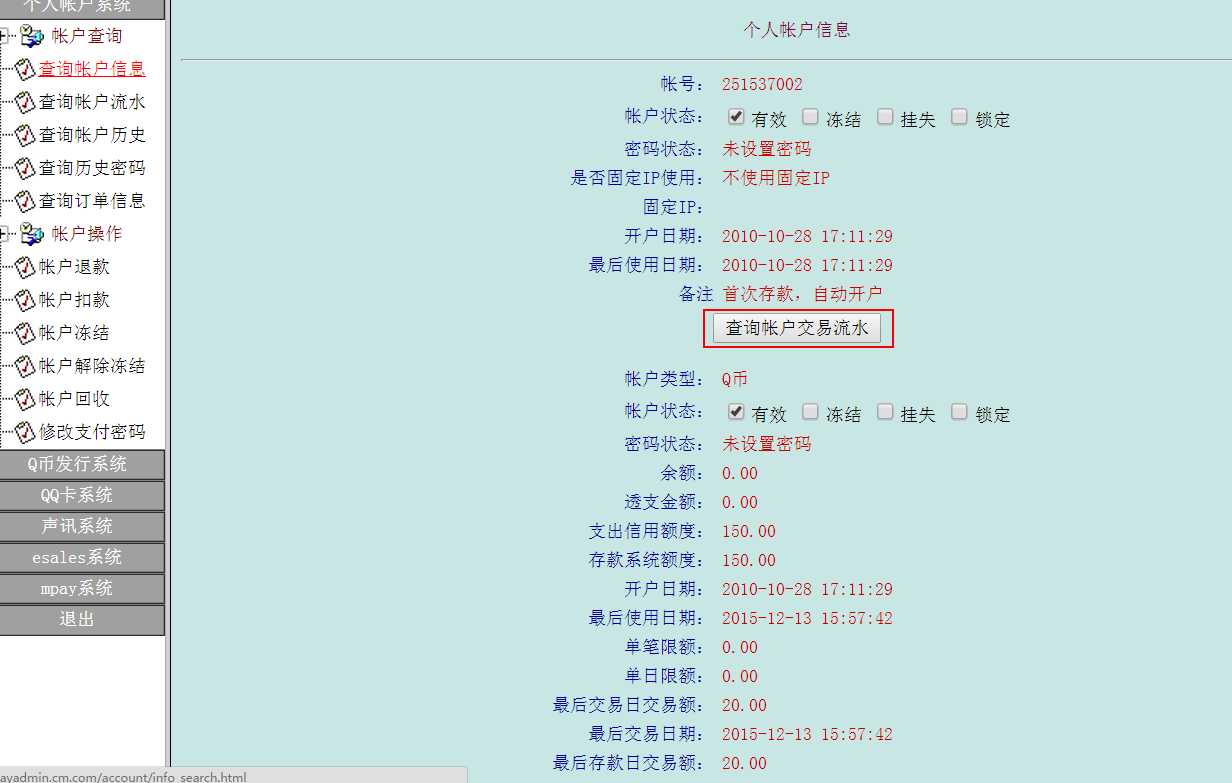 个人帐户系统
帐户查询
查询帐户信息
查询帐户流水
查询帐户历史
查询历史密码
查询订单信息
帐户操作
帐户退款
帐户扣款
帐户冻结
帐户解除冻结
帐户回收
修改支付密码
Q币发行系统
QQ卡系统
声讯系统
esales系统
mpay系统
退出
个人帐户信息
帐号: 251537002
帐户状态: 有效 冻结 挂失 锁定
密码状态: 未设置密码
是否固定IP使用: 不使用固定IP
固定IP:
开户日期: 2010-10-28 17:11:29
最后使用日期: 2010-10-28 17:11:29
备注 首次存款，自动开户
查询帐户交易流水
帐户类型: Q币
帐户状态: 有效 冻结 挂失 锁定
密码状态: 未设置密码
余额: 0.00
透支金额: 0.00
支出信用额度: 150.00
存款系统额度: 150.00
开户日期: 2010-10-28 17:11:29
最后使用日期: 2015-12-13 15:57:42
单笔限额: 0.00
单日限额: 0.00
最后交易日交易额: 20.00
最后交易日期: 2015-12-13 15:57:42
最后存款日交易额: 20.00
ayadmin.cm.com/account/info_search.html